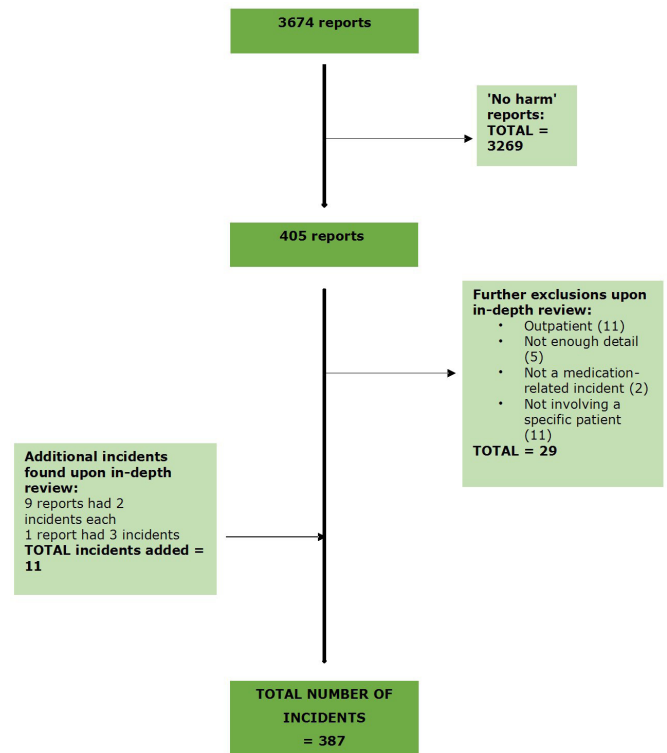 3674 reports
'No harm'
reports:
TOTAL =
3269
405 reports
Further exclusions upon
in-depth review:
• Outpatient (11)
• Not enough detail
(5)
• Not a medication-
related incident (2)
• Not involving a
specific patient
(11)
TOTAL = 29
Additional incidents
found upon in-depth
review:
9 reports had 2
incidents each
1 report had 3 incidents
TOTAL incidents added =
11
TOTAL NUMBER OF
INCIDENTS
= 387